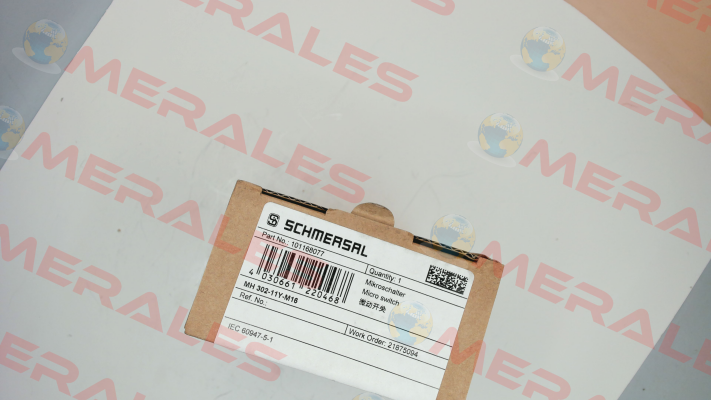 MERALES
MERALES
MERALES
MERALES
MERALES
MERALES
MERALES
SCHMERSAL
Part No.: 101168077
Quantity: 1
4 030661 220468
Mikroschalter
Micro switch
微动开关
MH 302-11Y-M16
Ref. No.:
Work Order: 21875094
IEC 60947-5-1